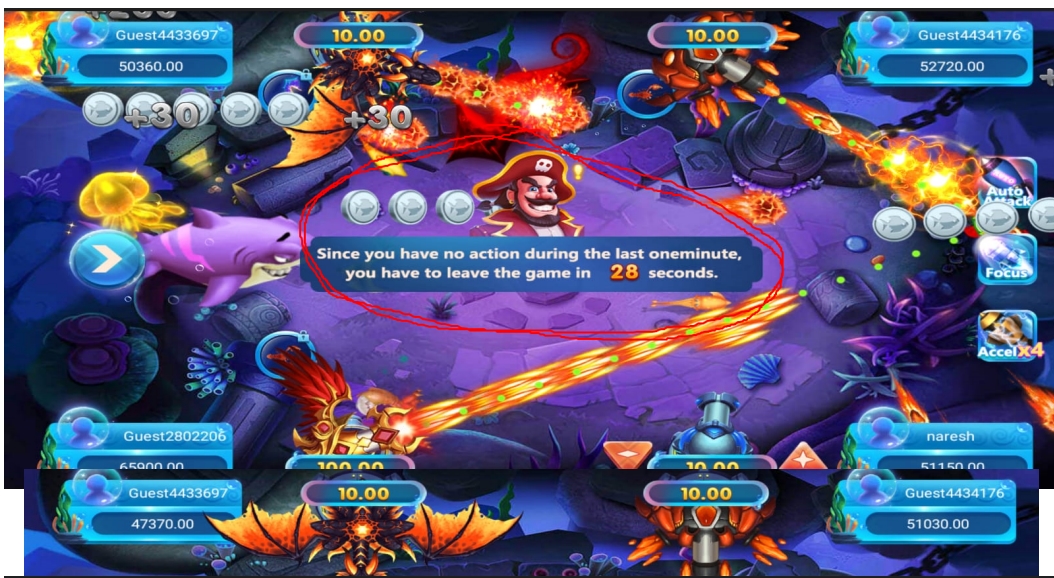 Guest4433697
10.00
10.00
Guest4434176
50360.00
52720.00
+30
+30
Auto
Attack
Since you have no action during the last oneminute,
you have to leave the game in 28 seconds.
Focus
Accel x4
Guest2802206
naresh
65900.00
100.00
10.00
51150.00
Guest4433697
10.00
10.00
Guest4434176
47370.00
51030.00